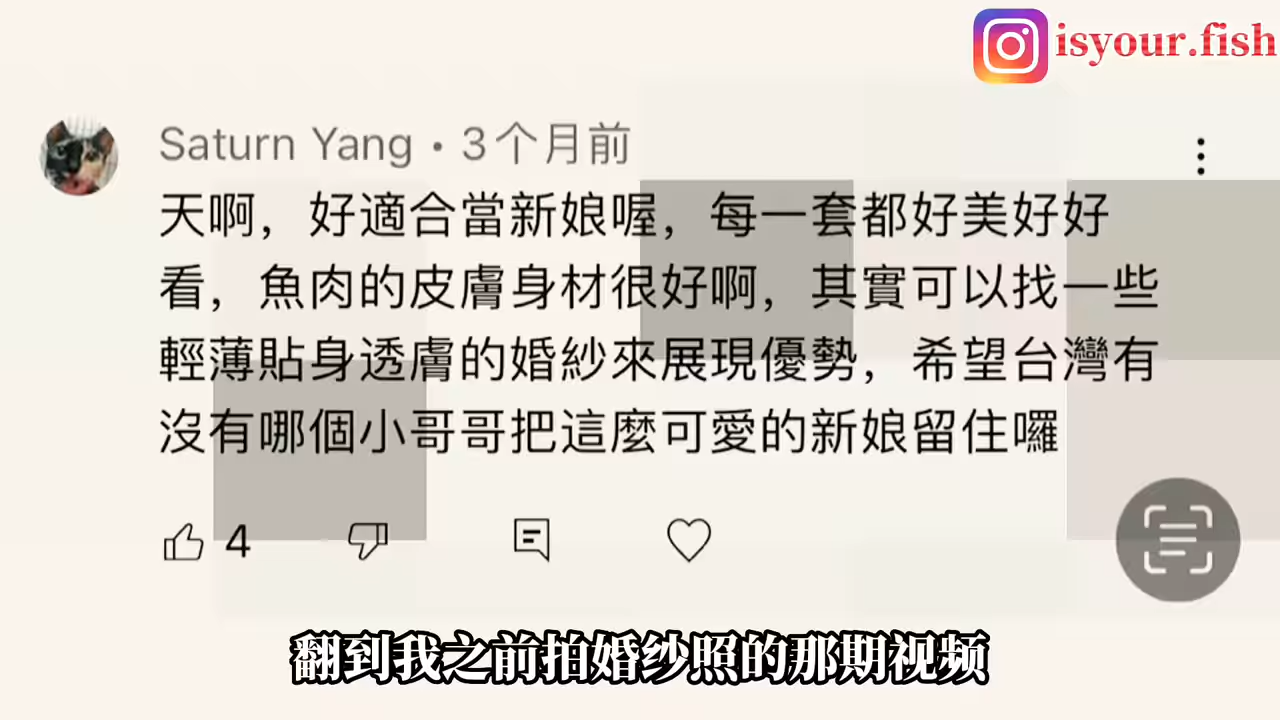 isyour.fish
Saturn Yang • 3个月前
天啊，好適合當新娘喔，每一套都好美好好
看，魚肉的皮膚身材很好啊，其實可以找一些
輕薄貼身透膚的婚紗來展現優勢，希望台灣有
沒有哪個小哥哥把這麼可愛的新娘留住囉
4
翻到我之前拍婚纱照的那期视频